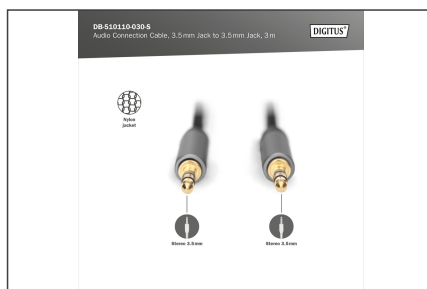 DB-510110-030-S
Audio Connection Cable, 3.5 mm Jack to 3.5 mm Jack, 3 m
DIGITUS®
Nylon
jacket
Stereo 3.5mm
Stereo 3.5mm